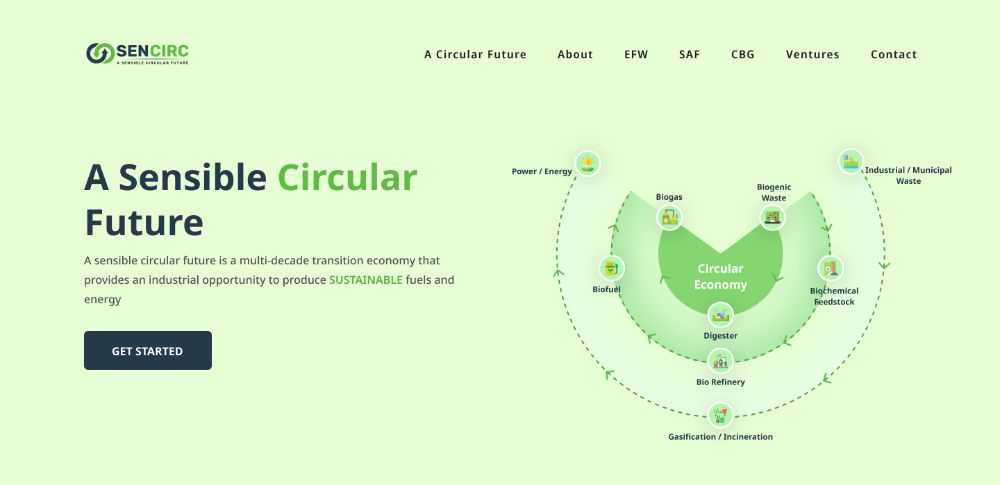 SENCIRC
A SENSIBLE CIRCULAR FUTURE
A Circular Future About EFW SAF CBG Ventures Contact
A Sensible Circular
Future
A sensible circular future is a multi-decade transition economy that
provides an industrial opportunity to produce SUSTAINABLE fuels and
energy
GET STARTED
Power / Energy
Industrial / Municipal
Waste
Biogas
Biogenic
Waste
Circular
Economy
Biofuel
Biochemical
Feedstock
Digester
Bio Refinery
Gasification / Incineration